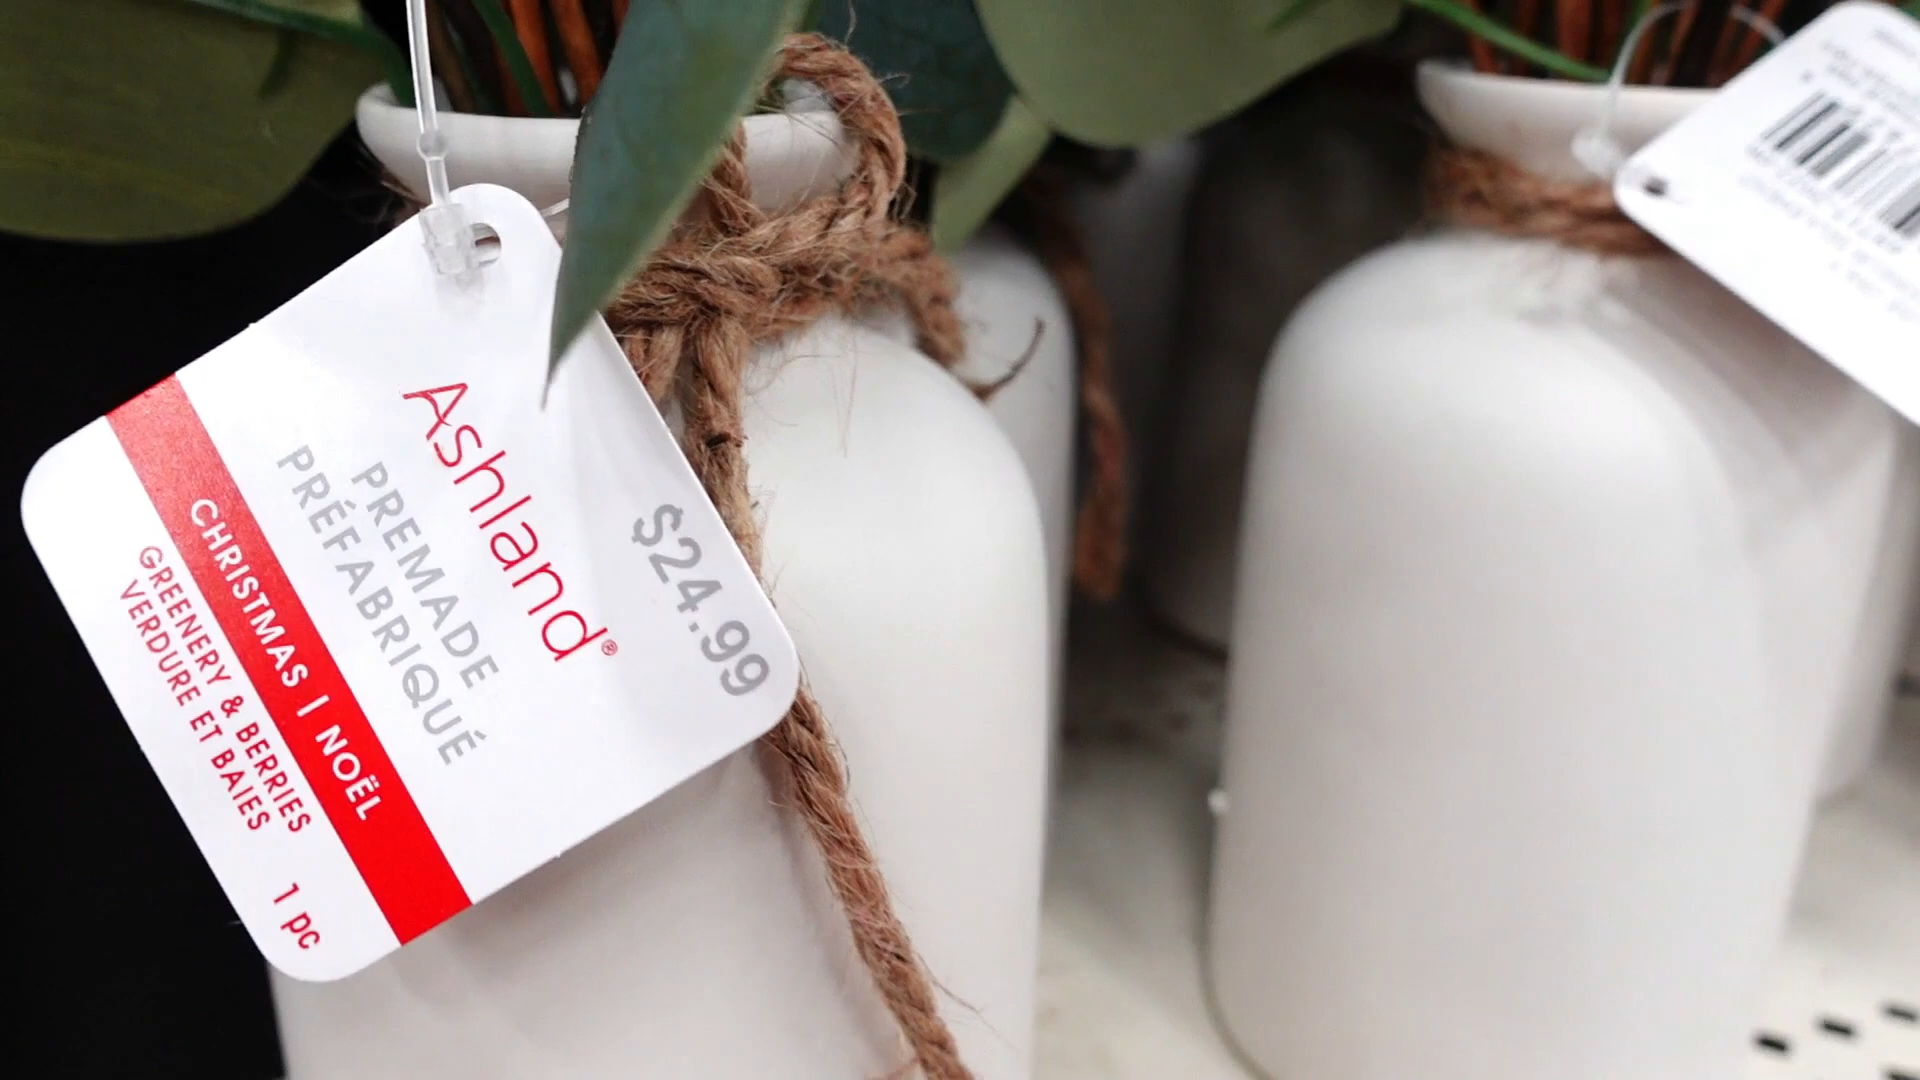 $24.99
Ashland®
PREMADE
PRÉFABRIQUÉ
CHRISTMAS | NOËL
GREENERY & BERRIES
VERDURE ET BAIES
1 pc